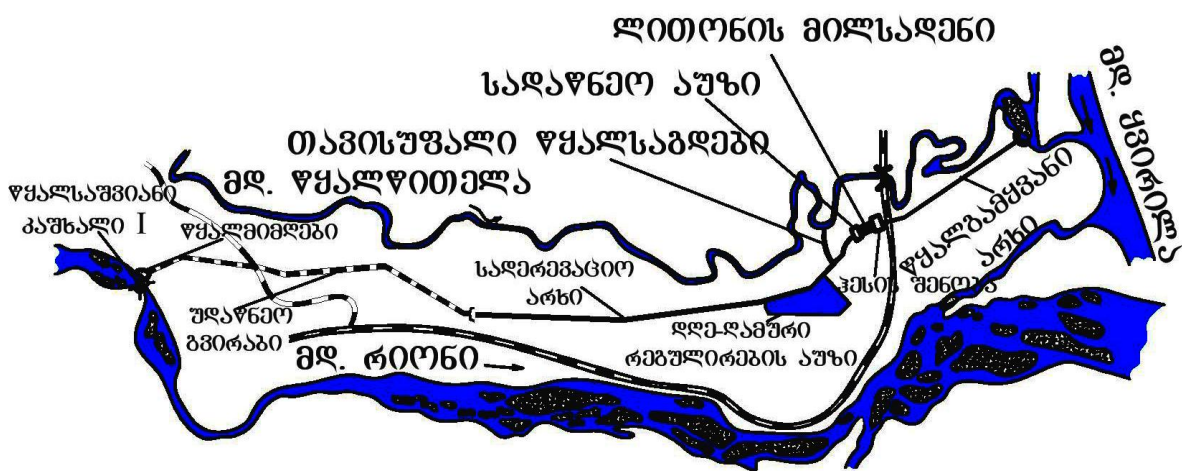 ლითონის მილსადენი
სადაწნეო აუზი
თავისუფალი წყალსაგდები
მდ. წყალწითელა
მდ. ყვირილა
წყალსაშვიანი
კაშხალი I
წყალმიმღები
სადერევაციო
არხი
უდაწნეო
გვირაბი
მდ. რიონი
დღე-ღამური
რეგულირების აუზი
ჰესის შენობა
წყალგამყვანი
არხი